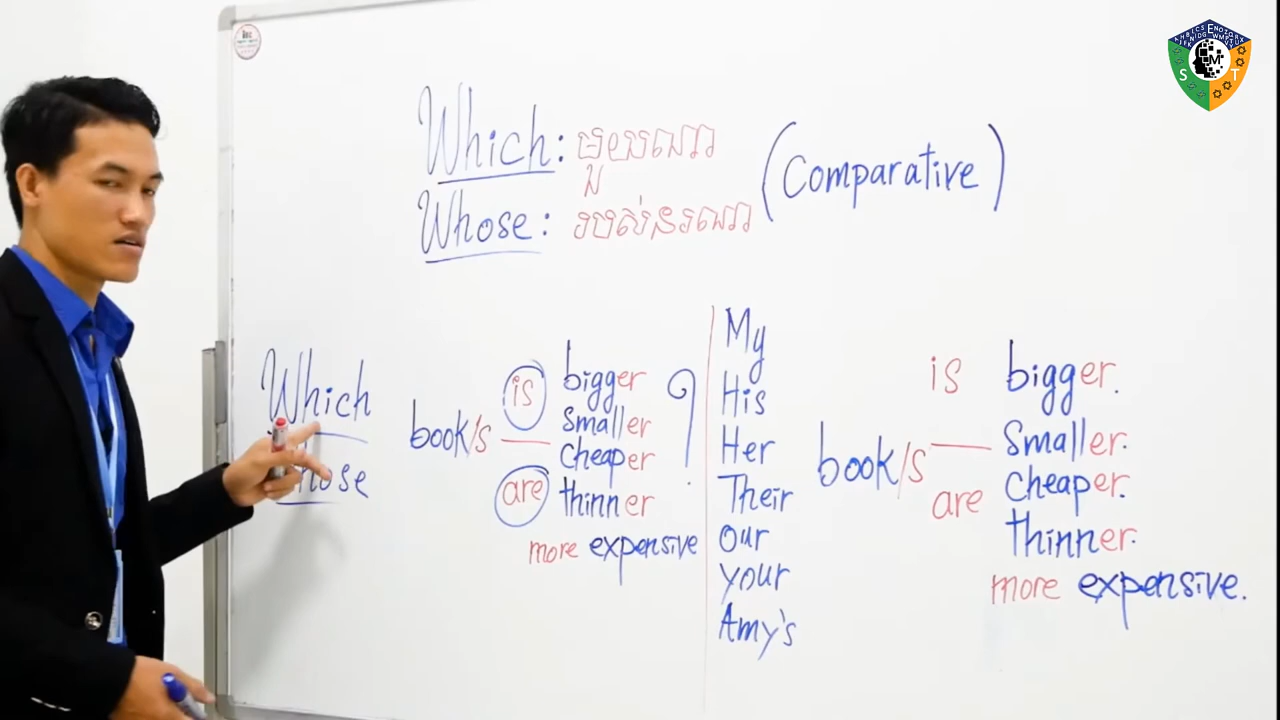 Which: មួយណា
Whose: របស់នរណា
(Comparative)
Which
Whose
book/s
is
are
bigger
smaller
cheaper
thinner
more expensive
?
My
His
Her
Their
Our
your
Amy's
book/s
is
are
bigger.
smaller.
cheaper.
thinner.
more expensive.
S M T